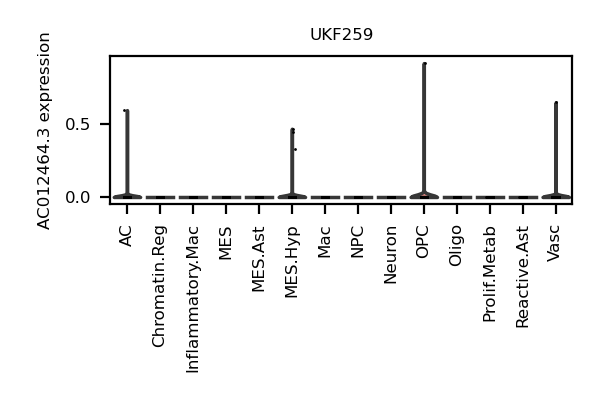 UKF259
AC012464.3 expression
0.5
0.0
AC
Chromatin.Reg
Inflammatory.Mac
MES
MES.Ast
MES.Hyp
Mac
NPC
Neuron
OPC
Oligo
Prolif.Metab
Reactive.Ast
Vasc